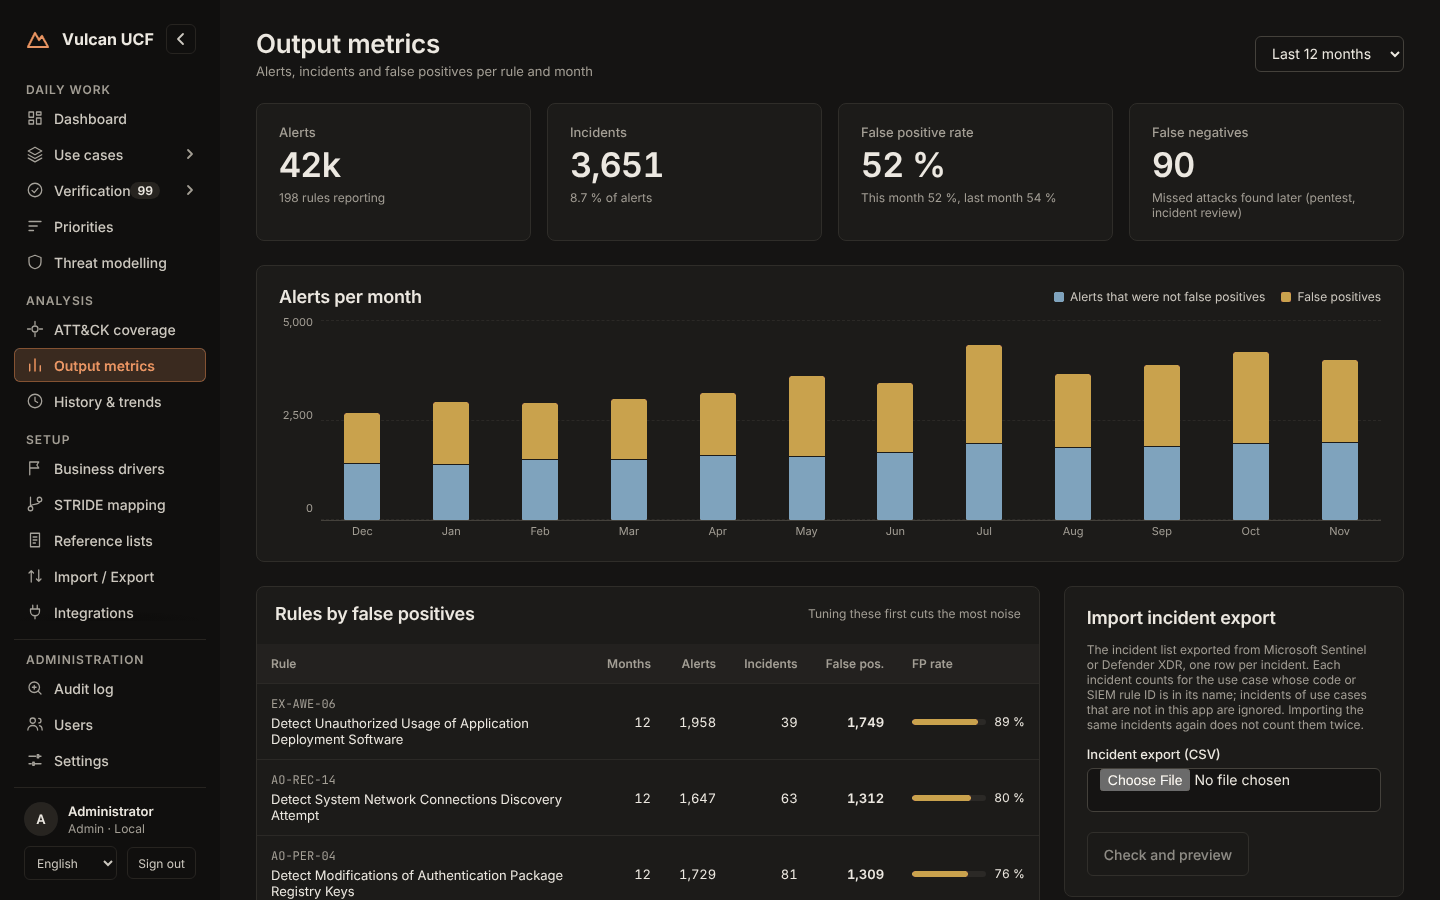 Vulcan UCF
DAILY WORK
Dashboard
Use cases
Verification 99
Priorities
Threat modelling
ANALYSIS
ATT&CK coverage
Output metrics
History & trends
SETUP
Business drivers
STRIDE mapping
Reference lists
Import / Export
Integrations
ADMINISTRATION
Audit log
Users
Settings
A
Administrator
Admin · Local
English
Sign out
Output metrics
Alerts, incidents and false positives per rule and month
Last 12 months
Alerts
42k
198 rules reporting
Incidents
3,651
8.7 % of alerts
False positive rate
52 %
This month 52 %, last month 54 %
False negatives
90
Missed attacks found later (pentest,
incident review)
Alerts per month
Alerts that were not false positives
False positives
5,000
2,500
0
Dec Jan Feb Mar Apr May Jun Jul Aug Sep Oct Nov
Rules by false positives
Tuning these first cuts the most noise
Rule Months Alerts Incidents False pos. FP rate
EX-AWE-06
Detect Unauthorized Usage of Application
Deployment Software
12 1,958 39 1,749 89 %
AO-REC-14
Detect System Network Connections Discovery
Attempt
12 1,647 63 1,312 80 %
AO-PER-04
Detect Modifications of Authentication Package
Registry Keys
12 1,729 81 1,309 76 %
Import incident export
The incident list exported from Microsoft Sentinel
or Defender XDR, one row per incident. Each
incident counts for the use case whose code or
SIEM rule ID is in its name; incidents of use cases
that are not in this app are ignored. Importing the
same incidents again does not count them twice.
Incident export (CSV)
Choose File No file chosen
Check and preview